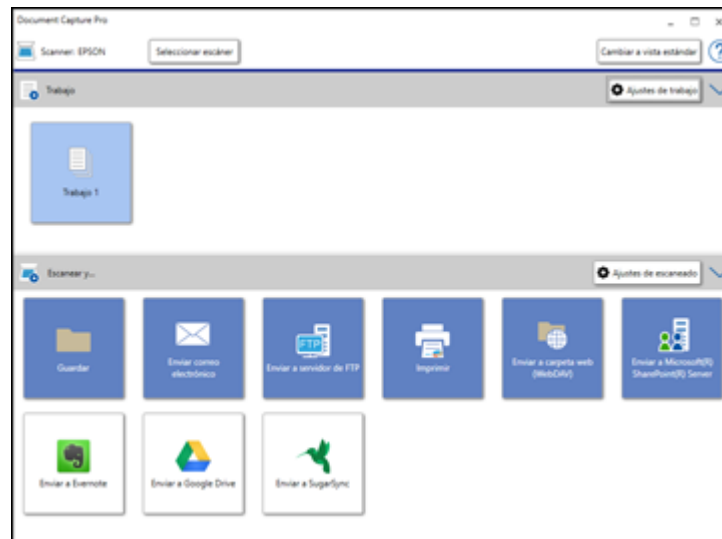 Document Capture Pro
Scanner: EPSON
Seleccionar escáner
Cambiar a vista estándar
?
Trabajo
Ajustes de trabajo
Trabajo 1
Escanear y...
Ajustes de escaneado
Guardar
Enviar correo
electrónico
FTP
Enviar a servidor de FTP
Imprimir
Enviar a carpeta web
(WebDAV)
Enviar a Microsoft(R)
SharePoint(R) Server
Enviar a Evernote
Enviar a Google Drive
Enviar a SugarSync